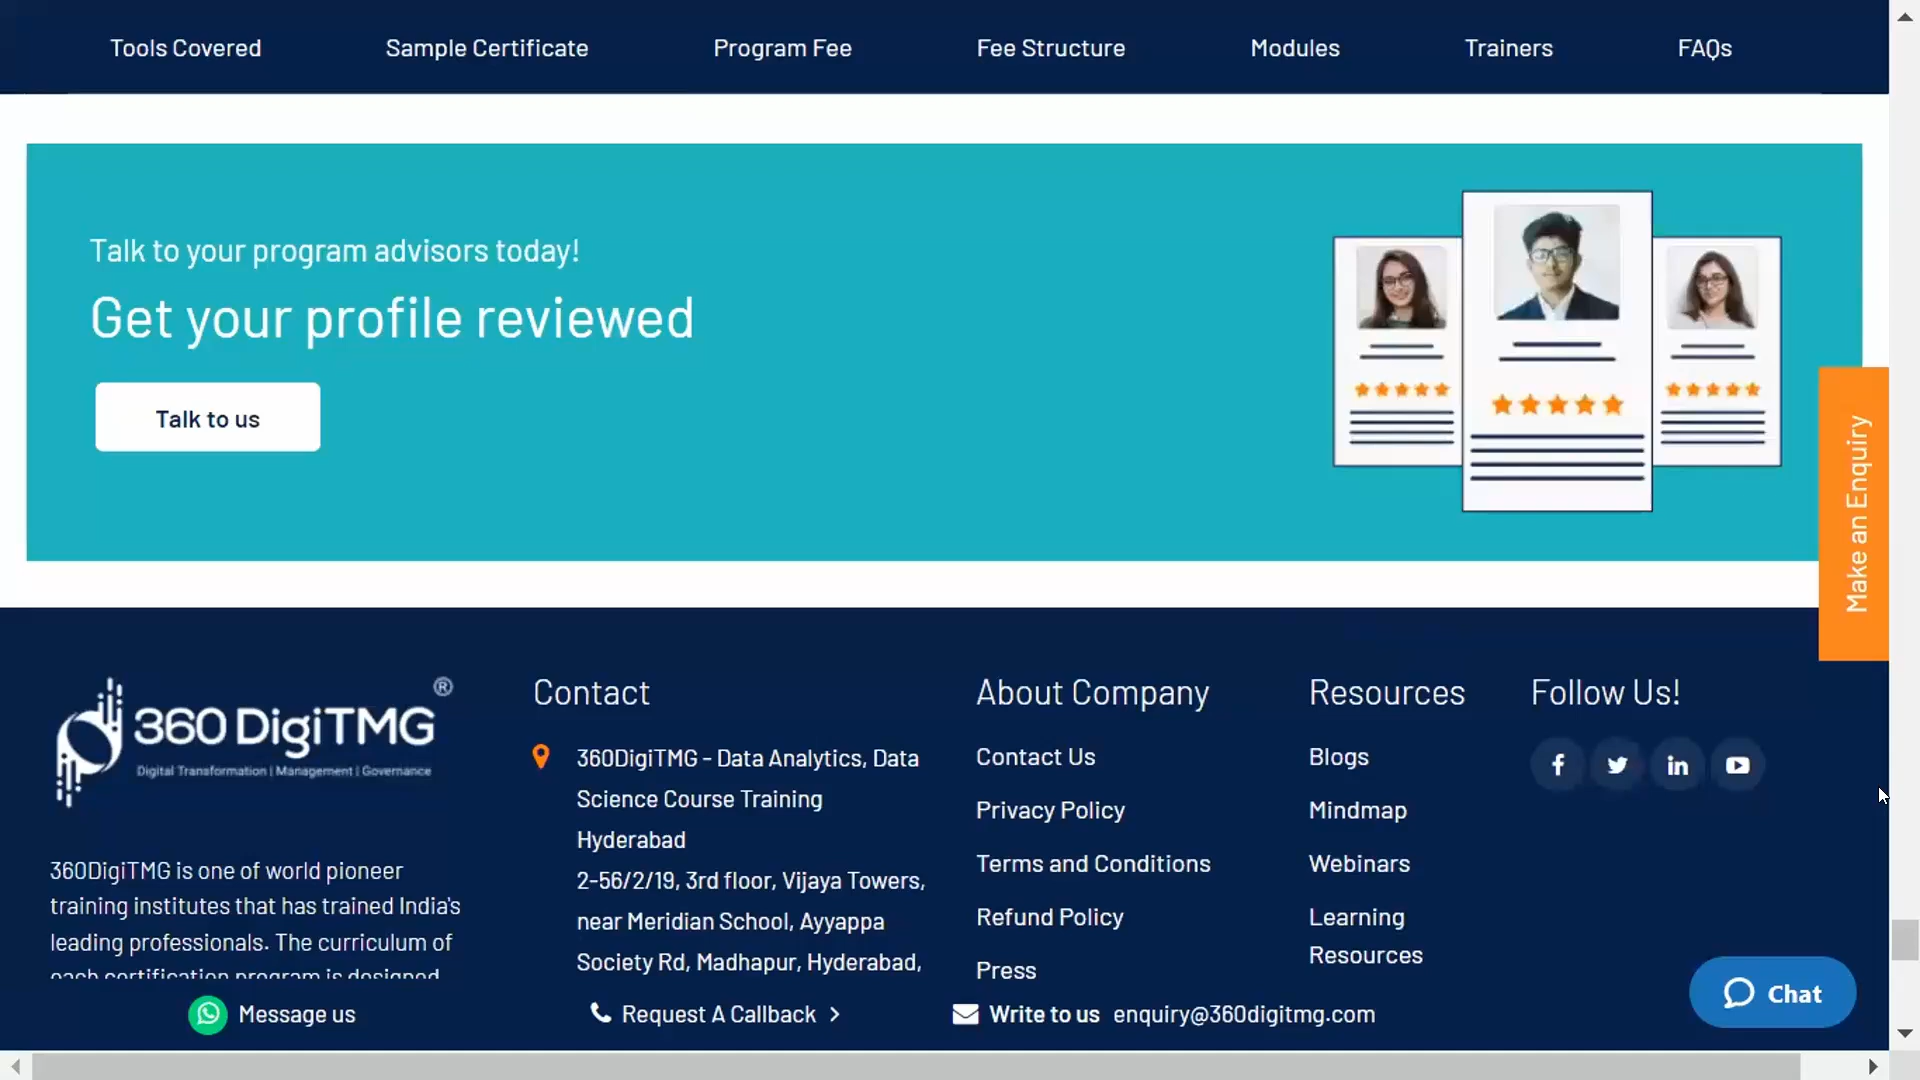 Tools Covered Sample Certificate Program Fee Fee Structure Modules Trainers FAQs
Talk to your program advisors today!
Get your profile reviewed
Talk to us
Make an Enquiry
360 DigiTMG ®
Digital Transformation | Management | Governance
360DigiTMG is one of world pioneer
training institutes that has trained India's
leading professionals. The curriculum of
each certification program is designed
Contact
360DigiTMG - Data Analytics, Data
Science Course Training
Hyderabad
2-56/2/19, 3rd floor, Vijaya Towers,
near Meridian School, Ayyappa
Society Rd, Madhapur, Hyderabad,
About Company
Contact Us
Privacy Policy
Terms and Conditions
Refund Policy
Press
Resources
Blogs
Mindmap
Webinars
Learning
Resources
Follow Us!
Chat
Message us
Request A Callback
Write to us enquiry@360digitmg.com